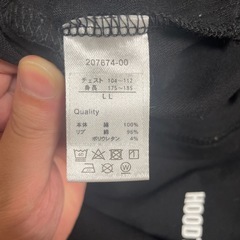 207874-00
チェスト 104~112
身長 175~185
LL
Quality
本体 綿 100%
リブ 綿 96%
ポリウレタン 4%
HOOD